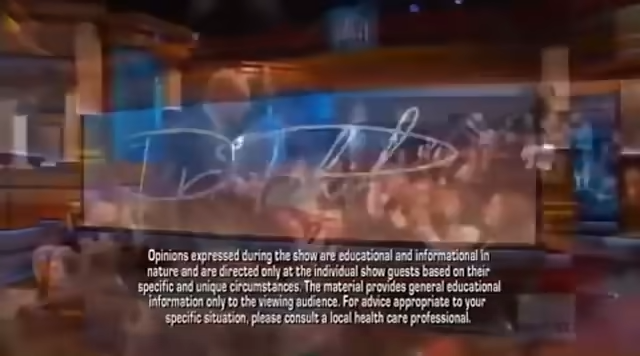 Opinions expressed during the show are educational and informational in
nature and are directed only at the individual show guests based on their
specific and unique circumstances. The material provides general educational
information only to the viewing audience. For advice appropriate to your
specific situation, please consult a local health care professional.